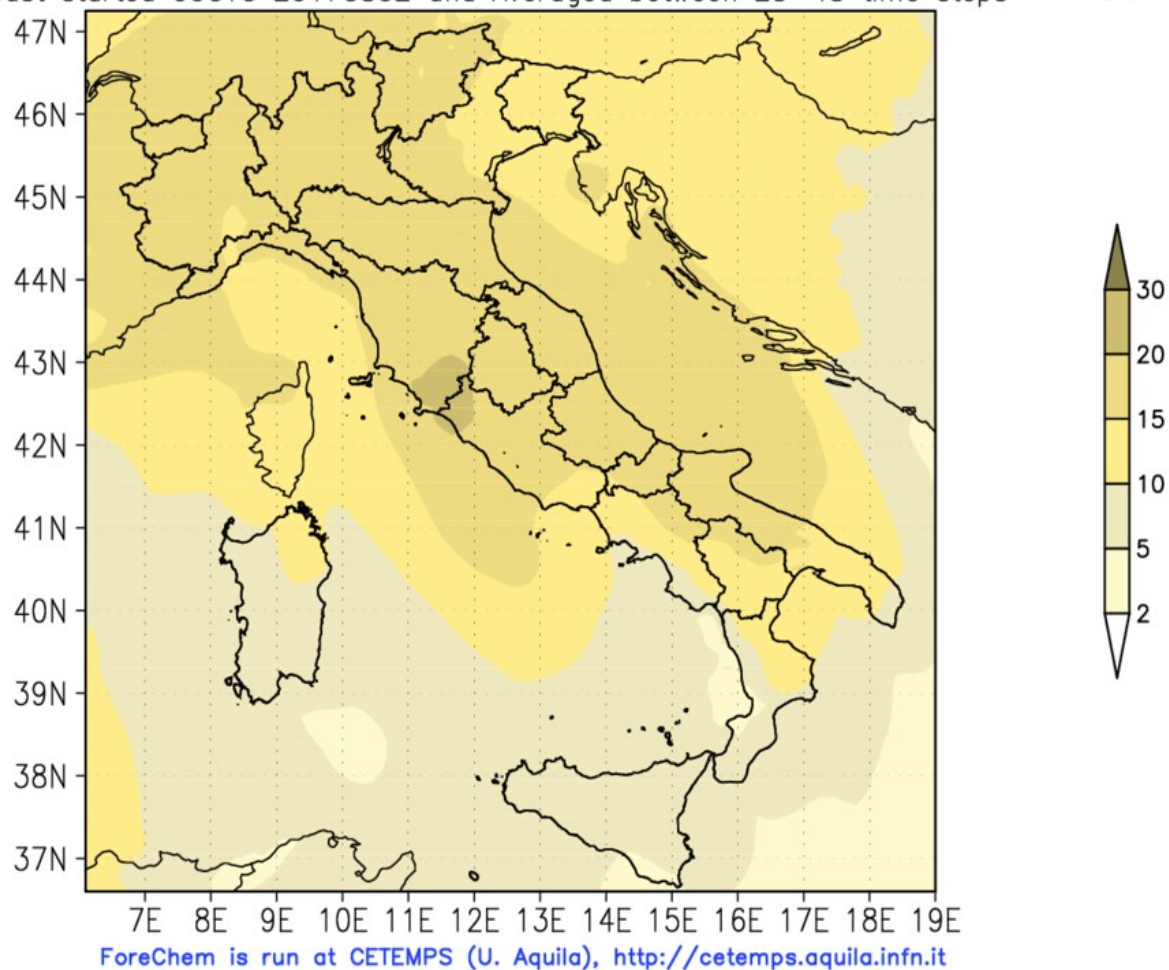 47N
46N
45N
44N
43N
42N
41N
40N
39N
38N
37N
7E 8E 9E 10E 11E 12E 13E 14E 15E 16E 17E 18E 19E
30
20
15
10
5
2
ForeChem is run at CETEMPS (U. Aquila), http://cetemps.aquila.infn.it